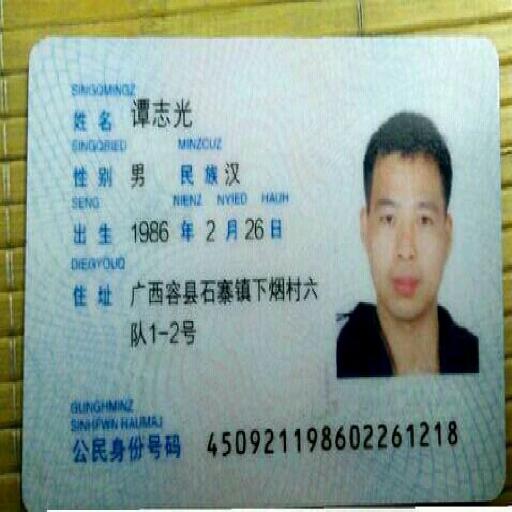 SINGQMINGZ
姓名 谭志光
SINGQBIED MINZCUZ
性别 男 民族 汉
SENG NIENZ NYIED HAUH
出生 1986 年 2 月 26 日
DIEGYOUQ
住址 广西容县石寨镇下烟村六
队1-2号
GUNGHMINZ
SINHFWN HAUMAJ
公民身份号码 450921198602261218